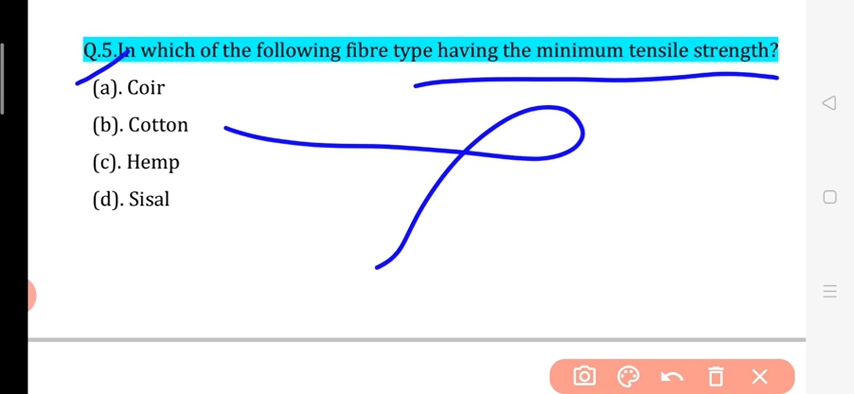 Q.5.In which of the following fibre type having the minimum tensile strength?
(a). Coir
(b). Cotton
(c). Hemp
(d). Sisal